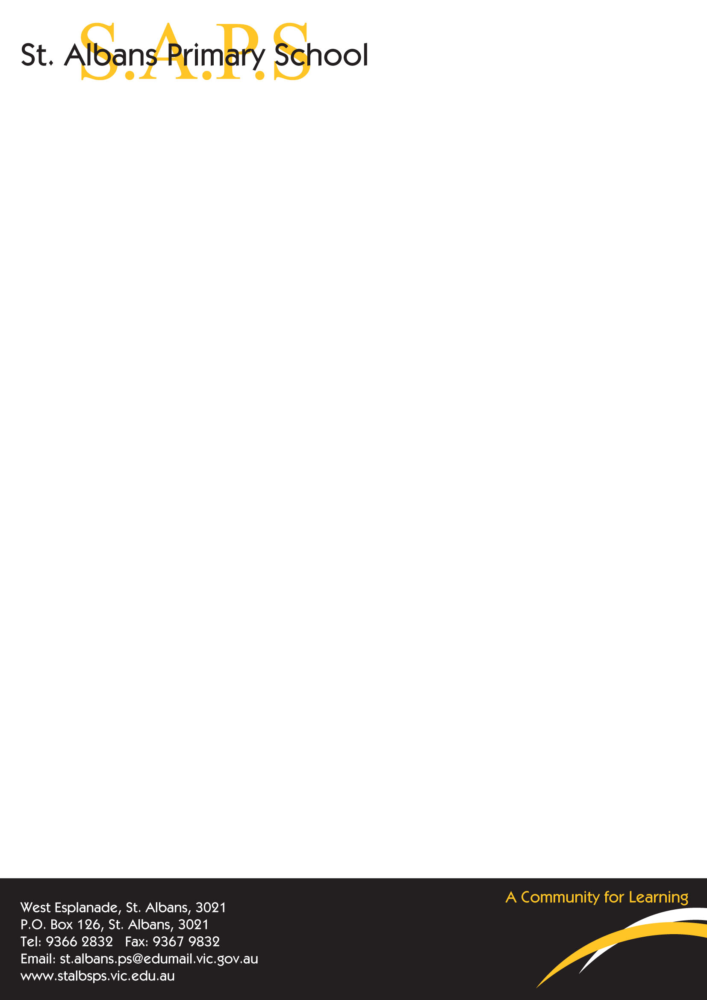 S.A.P.S
St. Albans Primary School
A Community for Learning
West Esplanade, St. Albans, 3021
P.O. Box 126, St. Albans, 3021
Tel: 9366 2832   Fax: 9367 9832
Email: st.albans.ps@edumail.vic.gov.au
www.stalbsps.vic.edu.au